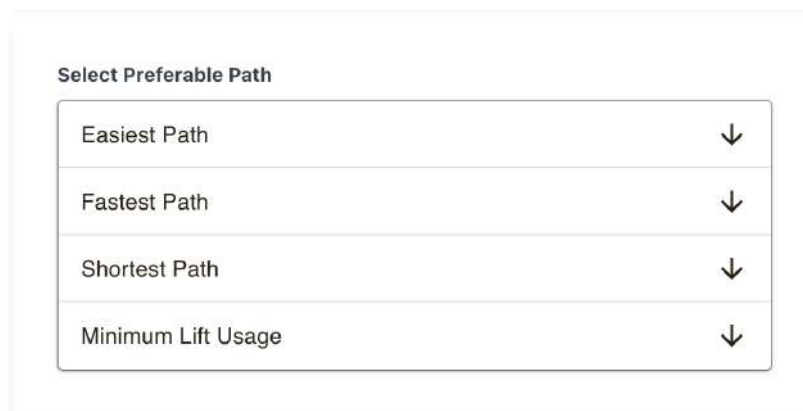 Select Preferable Path
Easiest Path
Fastest Path
Shortest Path
Minimum Lift Usage